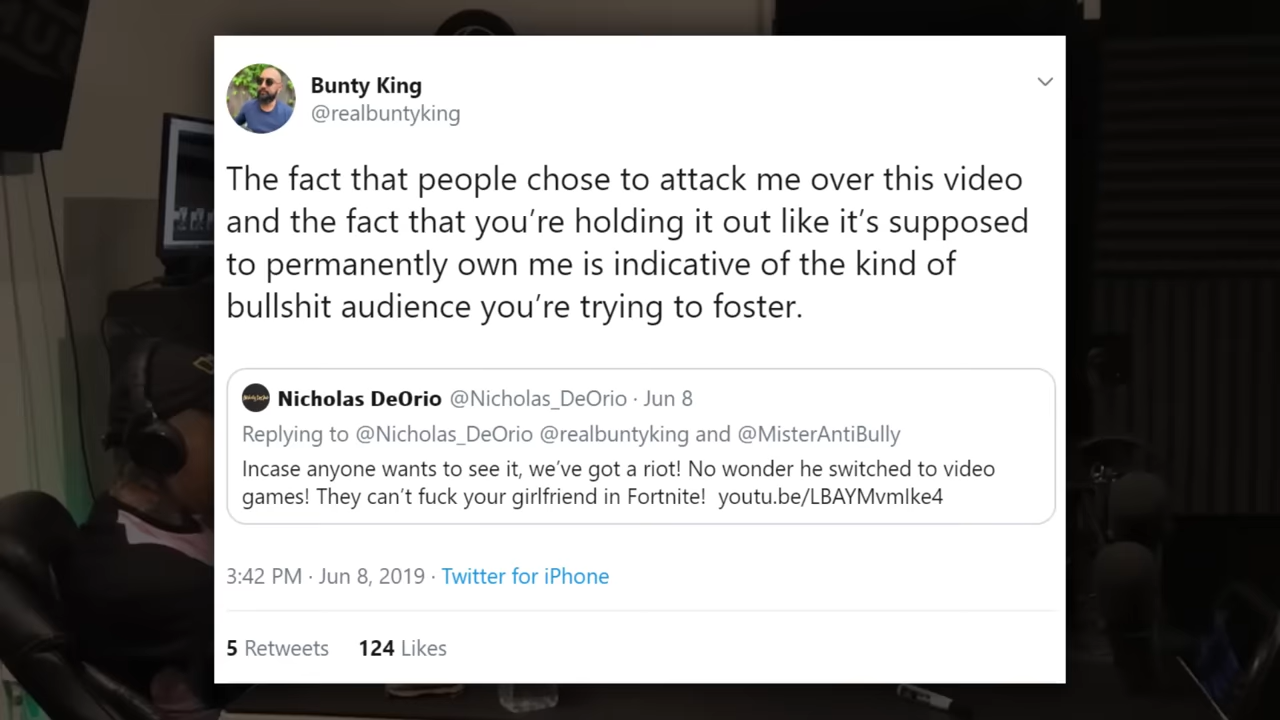 Bunty King
@realbuntyking
The fact that people chose to attack me over this video
and the fact that you’re holding it out like it’s supposed
to permanently own me is indicative of the kind of
bullshit audience you’re trying to foster.
Nicholas DeOrio @Nicholas_DeOrio · Jun 8
Replying to @Nicholas_DeOrio @realbuntyking and @MisterAntiBully
Incase anyone wants to see it, we’ve got a riot! No wonder he switched to video
games! They can’t fuck your girlfriend in Fortnite! youtu.be/LBAYMvmIke4
3:42 PM · Jun 8, 2019 · Twitter for iPhone
5 Retweets 124 Likes